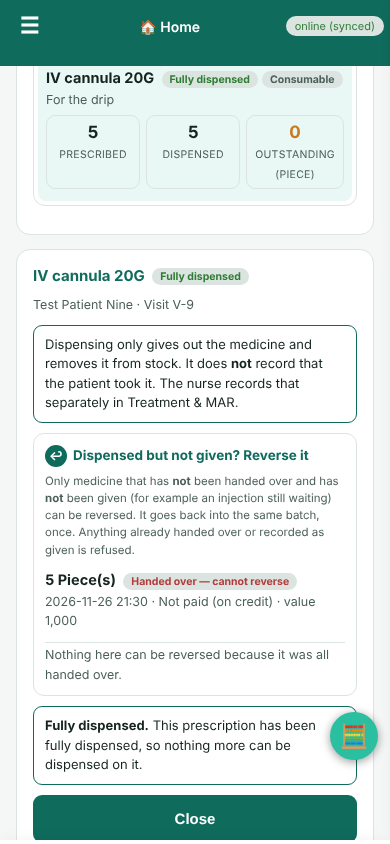 ☰ 🏠 Home online (synced)
IV cannula 20G Fully dispensed Consumable
For the drip
5 5 0
PRESCRIBED DISPENSED OUTSTANDING
(PIECE)
IV cannula 20G Fully dispensed
Test Patient Nine · Visit V-9
Dispensing only gives out the medicine and
removes it from stock. It does not record that
the patient took it. The nurse records that
separately in Treatment & MAR.
↩ Dispensed but not given? Reverse it
Only medicine that has not been handed over and has
not been given (for example an injection still waiting)
can be reversed. It goes back into the same batch,
once. Anything already handed over or recorded as
given is refused.
5 Piece(s) Handed over — cannot reverse
2026-11-26 21:30 · Not paid (on credit) · value
1,000
Nothing here can be reversed because it was all
handed over.
Fully dispensed. This prescription has been
fully dispensed, so nothing more can be
dispensed on it.
Close